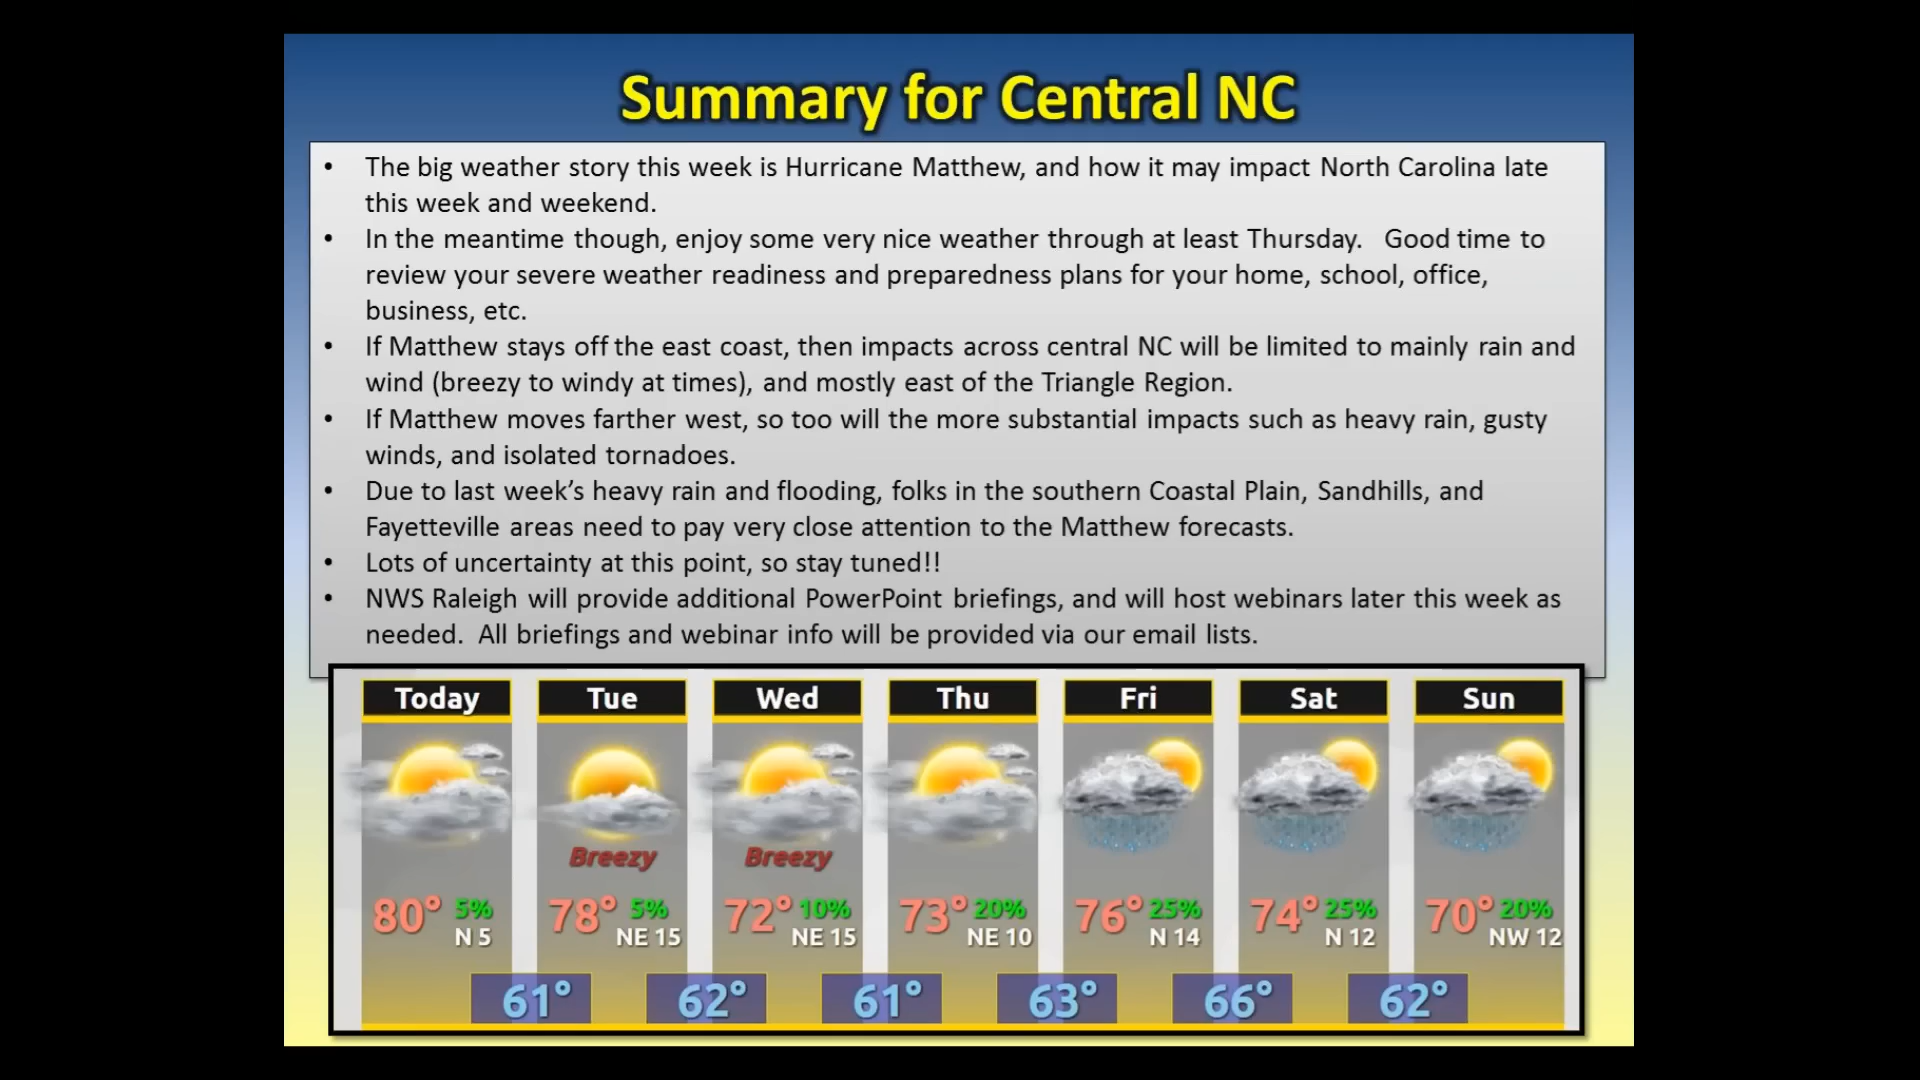 Summary for Central NC
• The big weather story this week is Hurricane Matthew, and how it may impact North Carolina late
this week and weekend.
• In the meantime though, enjoy some very nice weather through at least Thursday. Good time to
review your severe weather readiness and preparedness plans for your home, school, office,
business, etc.
• If Matthew stays off the east coast, then impacts across central NC will be limited to mainly rain and
wind (breezy to windy at times), and mostly east of the Triangle Region.
• If Matthew moves farther west, so too will the more substantial impacts such as heavy rain, gusty
winds, and isolated tornadoes.
• Due to last week's heavy rain and flooding, folks in the southern Coastal Plain, Sandhills, and
Fayetteville areas need to pay very close attention to the Matthew forecasts.
• Lots of uncertainty at this point, so stay tuned!!
• NWS Raleigh will provide additional PowerPoint briefings, and will host webinars later this week as
needed. All briefings and webinar info will be provided via our email lists.
Today Tue Wed Thu Fri Sat Sun
Breezy Breezy
80° 5% 78° 5% 72° 10% 73° 20% 76° 25% 74° 25% 70° 20%
N 5 NE 15 NE 15 NE 10 N 14 N 12 NW 12
61° 62° 61° 63° 66° 62°